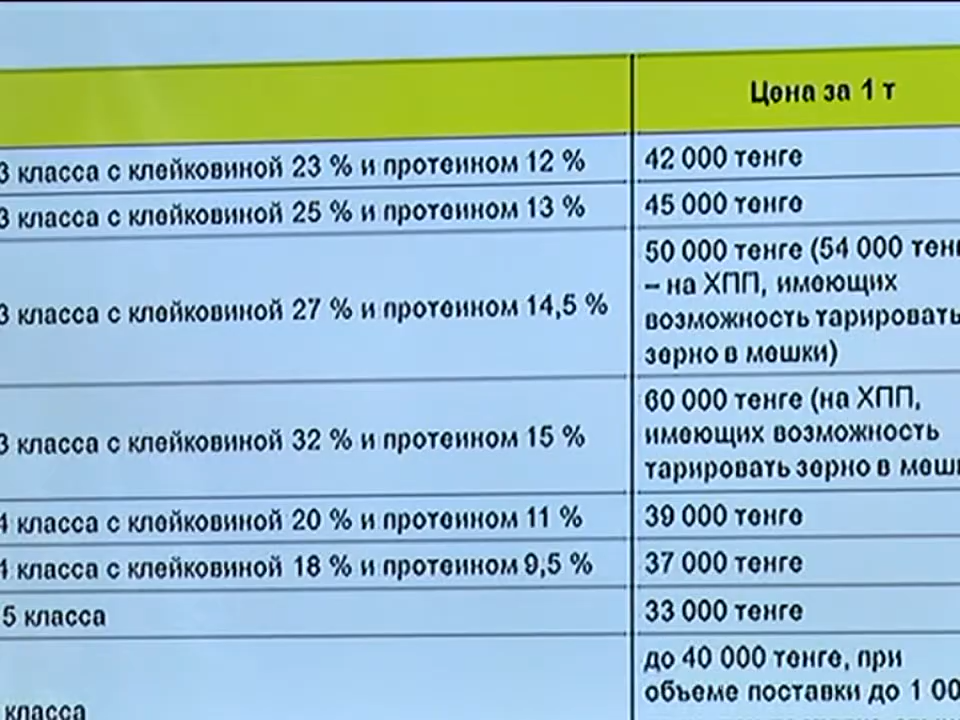 Цена за 1 т
3 класса с клейковиной 23 % и протеином 12 %
42 000 тенге
3 класса с клейковиной 25 % и протеином 13 %
45 000 тенге
3 класса с клейковиной 27 % и протеином 14,5 %
50 000 тенге (54 000
– на ХПП, имеющих
возможность тарировать
зерно в мешки)
3 класса с клейковиной 32 % и протеином 15 %
60 000 тенге (на ХПП,
имеющих возможность
тарировать зерно в
4 класса с клейковиной 20 % и протеином 11 %
39 000 тенге
4 класса с клейковиной 18 % и протеином 9,5 %
37 000 тенге
5 класса
33 000 тенге
класса
до 40 000 тенге, при
объеме поставки до 1